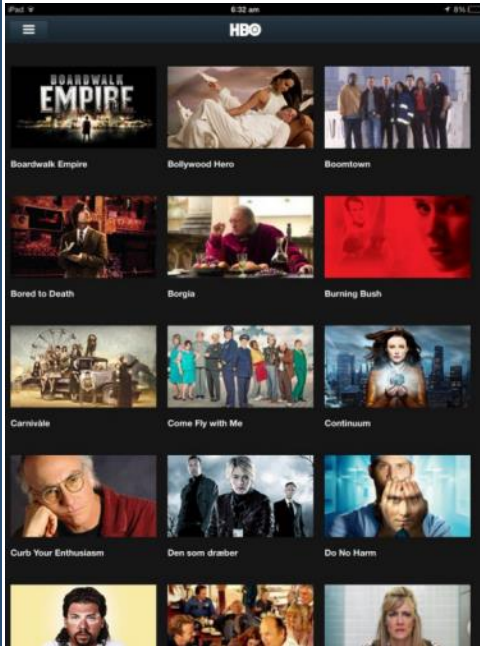 iPad
6:32 am
8%
HBO
BOARDWALK
EMPIRE
Boardwalk Empire
Bollywood Hero
Boomtown
Bored to Death
Borgia
Burning Bush
Carnivàle
Come Fly with Me
Continuum
Curb Your Enthusiasm
Den som dræber
Do No Harm